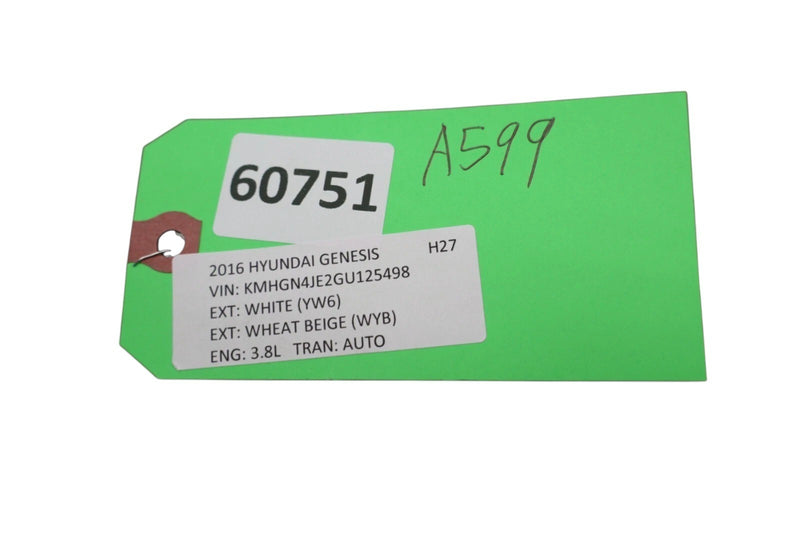 A599
60751
2016 HYUNDAI GENESIS H27
VIN: KMHGN4JE2GU125498
EXT: WHITE (YW6)
EXT: WHEAT BEIGE (WYB)
ENG: 3.8L TRAN: AUTO